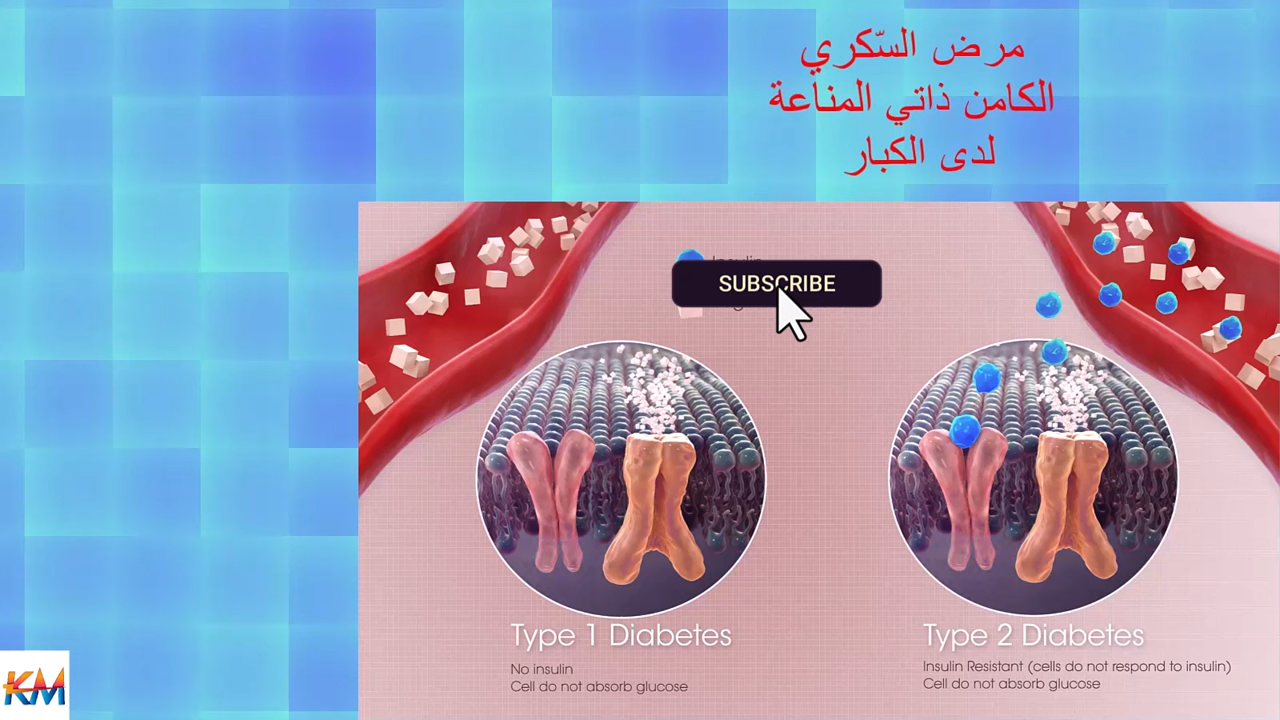 مرض السّكري
الكامن ذاتي المناعة
لدى الكبار
SUBSCRIBE
Type 1 Diabetes
No insulin
Cell do not absorb glucose
Type 2 Diabetes
Insulin Resistant (cells do not respond to insulin)
Cell do not absorb glucose
KM